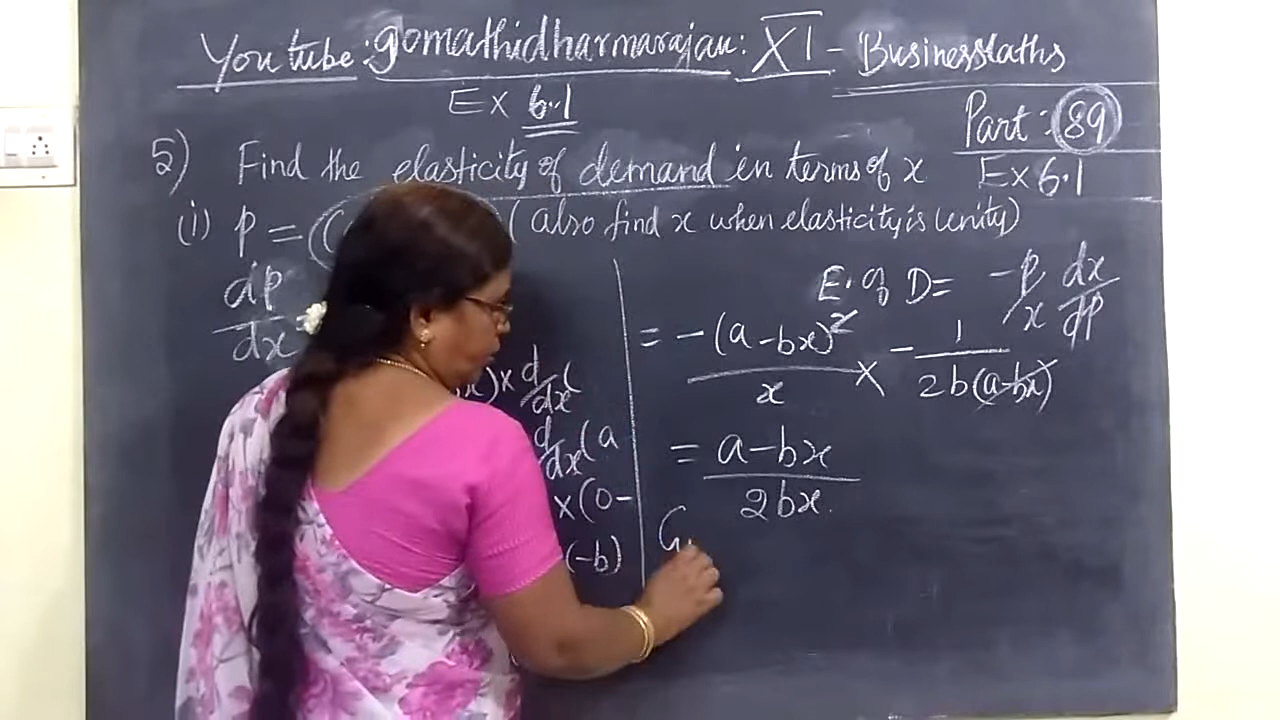 Youtube: gomathidharmarajan: XI - BusinessMaths
Ex 6.1
Part: 89
Ex 6.1
5) Find the elasticity of demand in terms of x
(i) p = ( (also find x when elasticity is unity)
dp/dx
E. of D = -p/x dx/dp
= -(a-bx)²/x × -1/2b(a-bx)
) × d/dx(
d/dx(a
= a-bx/2bx.
×(0-
(-b)
G